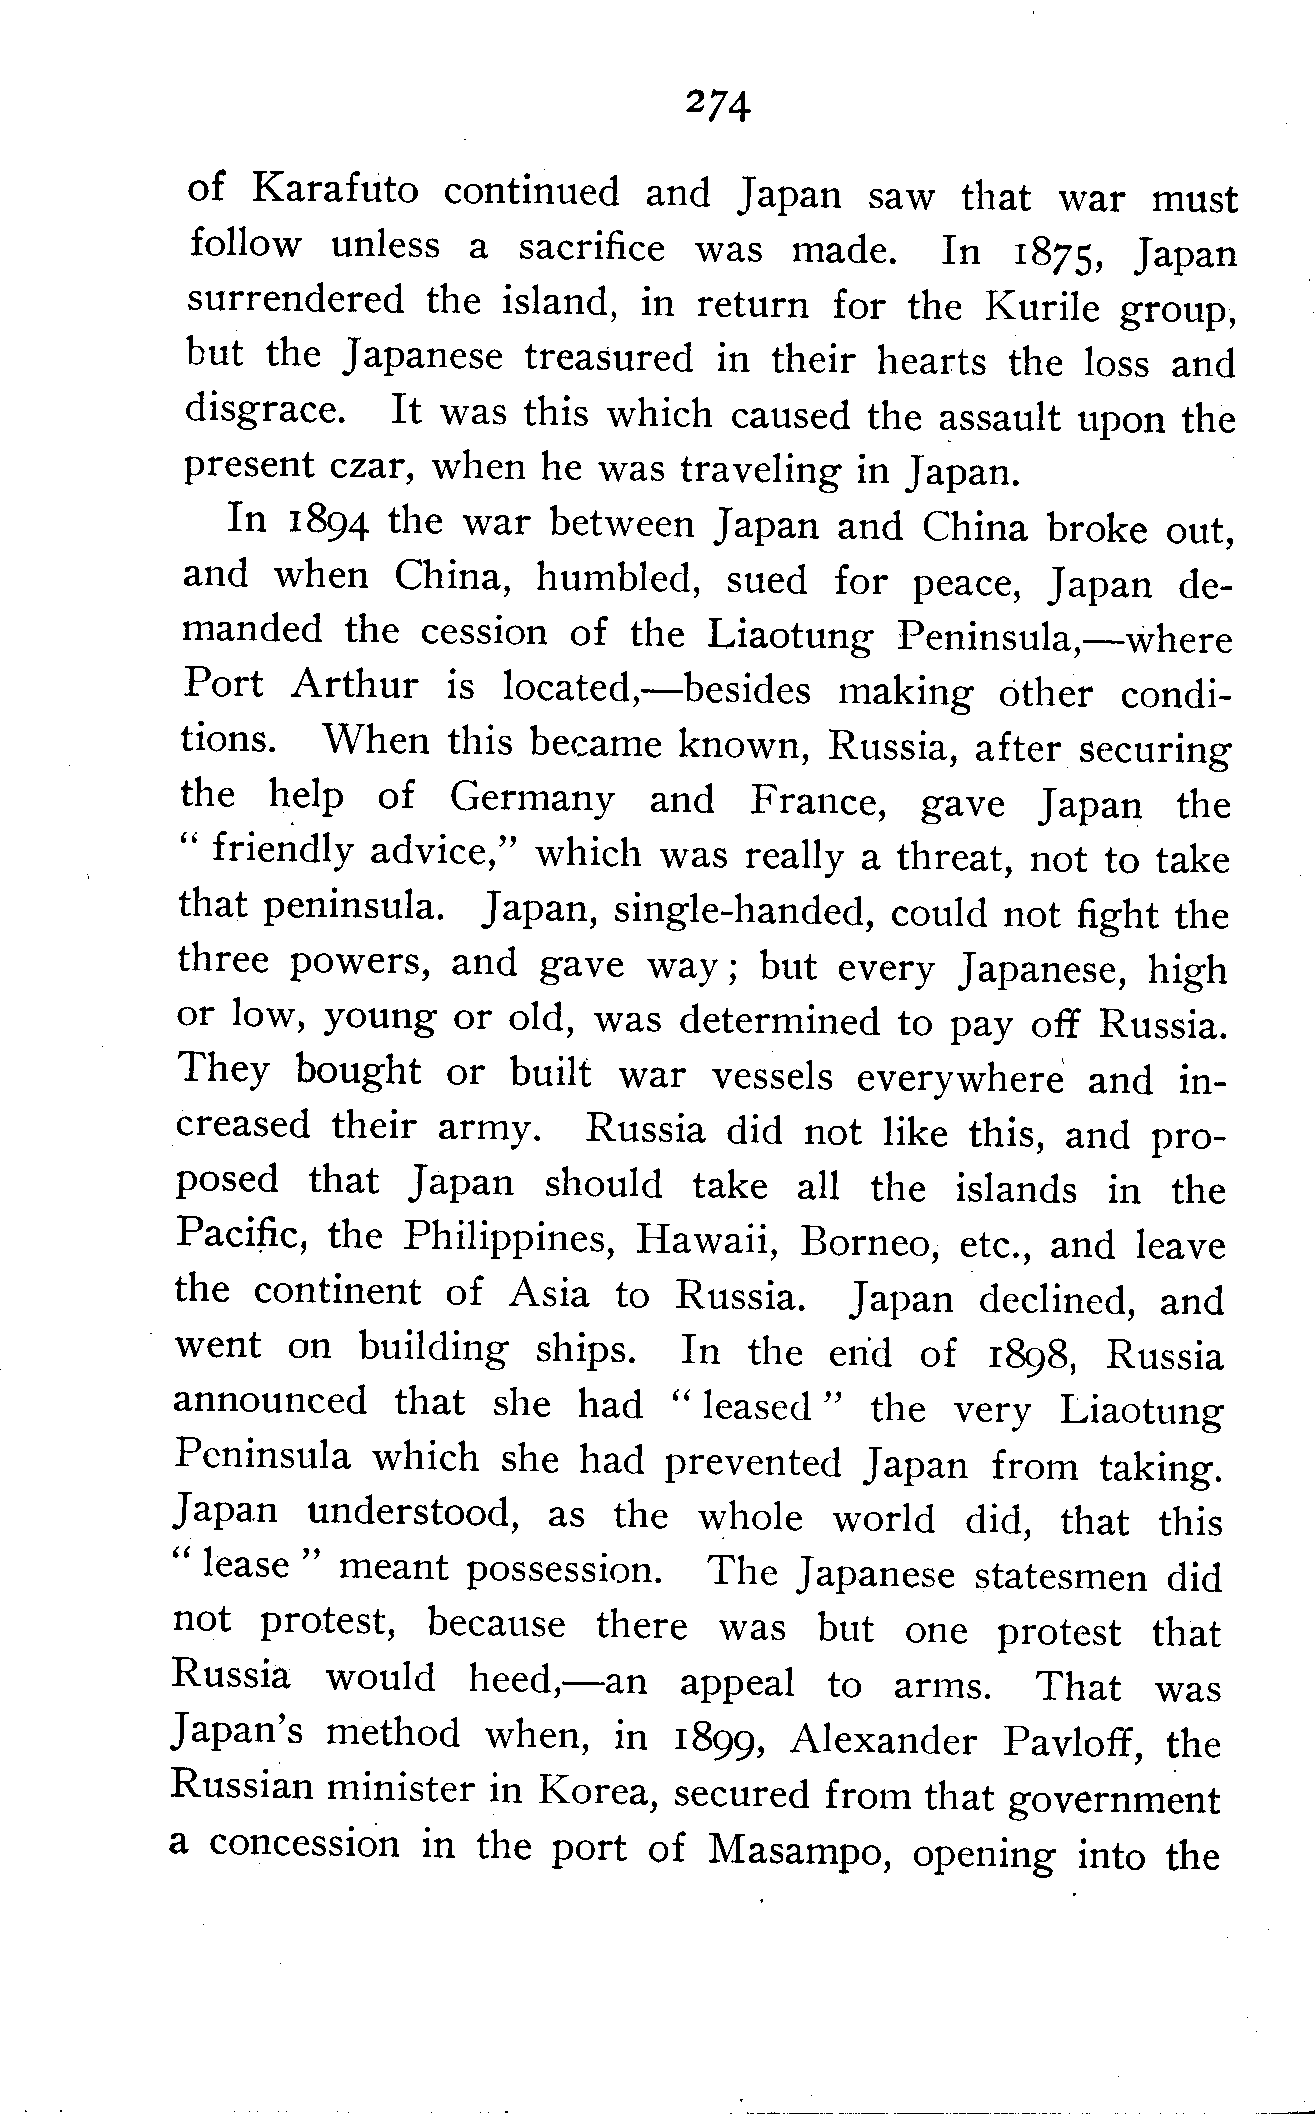 274
of Karafuto continued and Japan saw that war must
follow unless a sacrifice was made. In 1875, Japan
surrendered the island, in return for the Kurile group,
but the Japanese treasured in their hearts the loss and
disgrace. It was this which caused the assault upon the
present czar, when he was traveling in Japan.
In 1894 the war between Japan and China broke out,
and when China, humbled, sued for peace, Japan de-
manded the cession of the Liaotung Peninsula,—where
Port Arthur is located,—besides making other condi-
tions. When this became known, Russia, after securing
the help of Germany and France, gave Japan the
" friendly advice," which was really a threat, not to take
that peninsula. Japan, single-handed, could not fight the
three powers, and gave way ; but every Japanese, high
or low, young or old, was determined to pay off Russia.
They bought or built war vessels everywhere and in-
creased their army. Russia did not like this, and pro-
posed that Japan should take all the islands in the
Pacific, the Philippines, Hawaii, Borneo, etc., and leave
the continent of Asia to Russia. Japan declined, and
went on building ships. In the end of 1898, Russia
announced that she had " leased " the very Liaotung
Peninsula which she had prevented Japan from taking.
Japan understood, as the whole world did, that this
" lease " meant possession. The Japanese statesmen did
not protest, because there was but one protest that
Russia would heed,—an appeal to arms. That was
Japan's method when, in 1899, Alexander Pavloff, the
Russian minister in Korea, secured from that government
a concession in the port of Masampo, opening into the